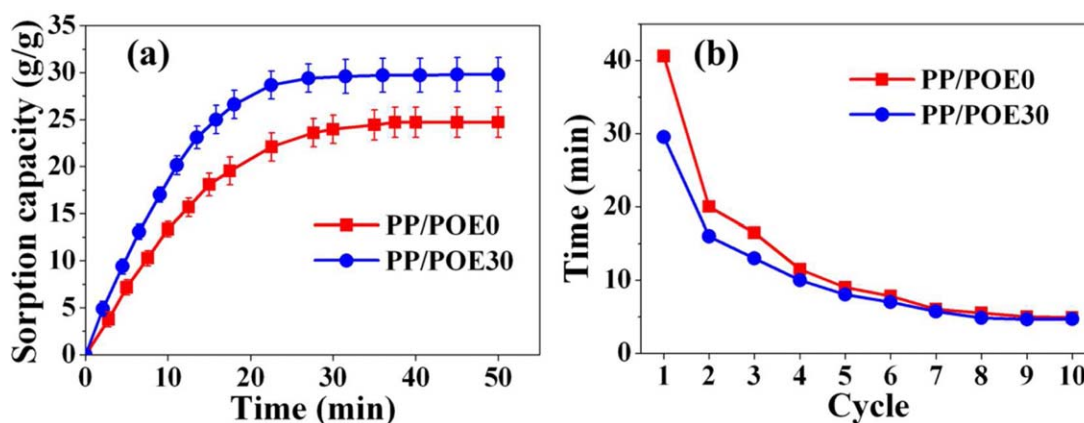 (a)
Sorption capacity (g/g)
35
30
25
20
15
10
5
0
PP/POE0
PP/POE30
0 10 20 30 40 50
Time (min)
(b)
Time (min)
40
30
20
10
0
PP/POE0
PP/POE30
1 2 3 4 5 6 7 8 9 10
Cycle